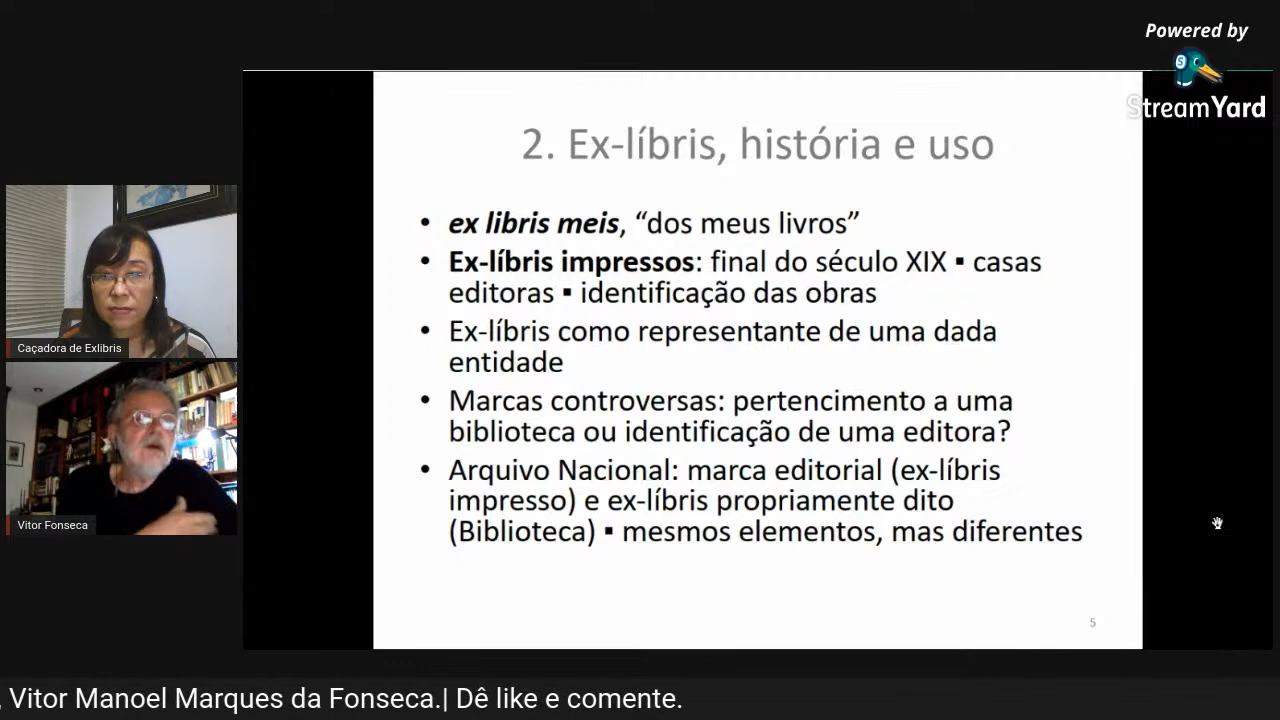 Powered by
StreamYard
2. Ex-líbris, história e uso
• ex libris meis, “dos meus livros”
• Ex-líbris impressos: final do século XIX ▪ casas
editoras ▪ identificação das obras
• Ex-líbris como representante de uma dada
entidade
• Marcas controversas: pertencimento a uma
biblioteca ou identificação de uma editora?
• Arquivo Nacional: marca editorial (ex-líbris
impresso) e ex-líbris propriamente dito
(Biblioteca) ▪ mesmos elementos, mas diferentes
5
Caçadora de Exlibris
Vitor Fonseca
, Vitor Manoel Marques da Fonseca.| Dê like e comente.